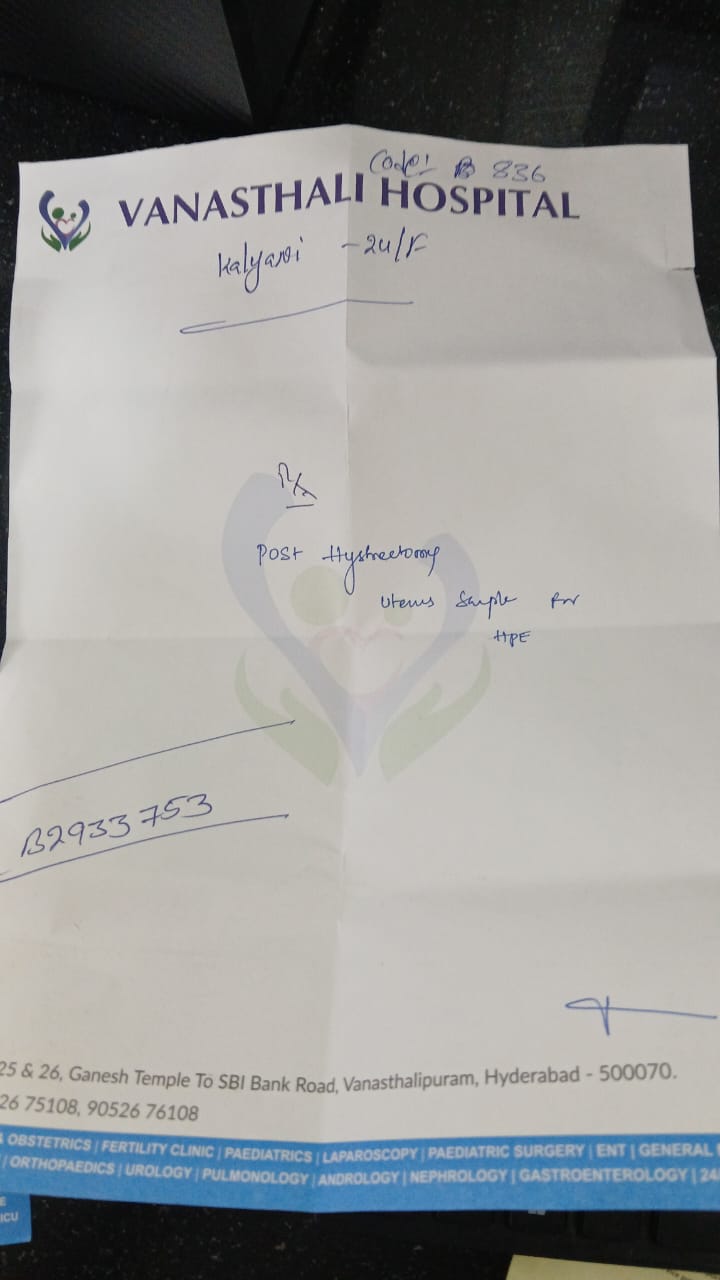 Code: B 836
VANASTHALI HOSPITAL
Kalyani - 24/F
Rx
Post Hystrectomy
Uterus Sample for
HPE
B2933753
25 & 26, Ganesh Temple To SBI Bank Road, Vanasthalipuram, Hyderabad - 500070.
26 75108, 90526 76108
OBSTETRICS | FERTILITY CLINIC | PAEDIATRICS | LAPAROSCOPY | PAEDIATRIC SURGERY | ENT | GENERAL
| ORTHOPAEDICS | UROLOGY | PULMONOLOGY | ANDROLOGY | NEPHROLOGY | GASTROENTEROLOGY | 24
ICU